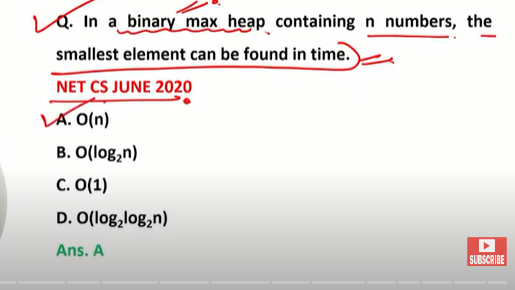 Q. In a binary max heap containing n numbers, the
smallest element can be found in time.
NET CS JUNE 2020
A. O(n)
B. O(log₂n)
C. O(1)
D. O(log₂log₂n)
Ans. A
SUBSCRIBE